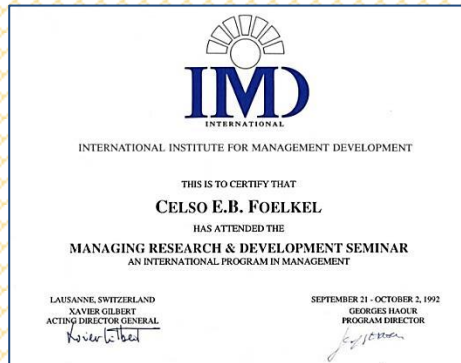 IMD
INTERNATIONAL
INTERNATIONAL INSTITUTE FOR MANAGEMENT DEVELOPMENT
THIS IS TO CERTIFY THAT
CELSO E.B. FOELKEL
HAS ATTENDED THE
MANAGING RESEARCH & DEVELOPMENT SEMINAR
AN INTERNATIONAL PROGRAM IN MANAGEMENT
LAUSANNE, SWITZERLAND
XAVIER GILBERT
ACTING DIRECTOR GENERAL
Xavier Gilbert
SEPTEMBER 21 - OCTOBER 2, 1992
GEORGES HAOUR
PROGRAM DIRECTOR